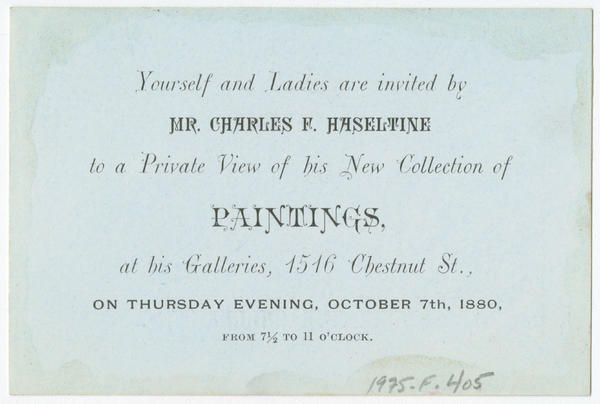 Yourself and Ladies are invited by
MR. CHARLES F. HASELTINE
to a Private View of his New Collection of
PAINTINGS,
at his Galleries, 1516 Chestnut St.,
ON THURSDAY EVENING, OCTOBER 7th, 1880,
FROM 7½ TO 11 O'CLOCK.
1975.F.405